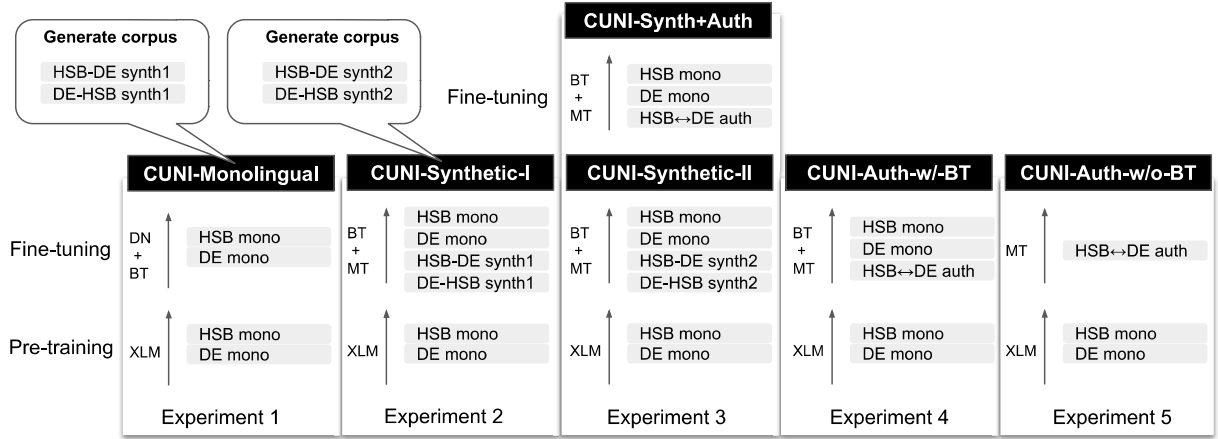 Generate corpus
HSB-DE synth1
DE-HSB synth1
Generate corpus
HSB-DE synth2
DE-HSB synth2
CUNI-Synth+Auth
Fine-tuning
BT
+
MT
HSB mono
DE mono
HSB↔DE auth
CUNI-Monolingual
CUNI-Synthetic-I
CUNI-Synthetic-II
CUNI-Auth-w/-BT
CUNI-Auth-w/o-BT
Fine-tuning
DN
+
BT
HSB mono
DE mono
BT
+
MT
HSB mono
DE mono
HSB-DE synth1
DE-HSB synth1
BT
+
MT
HSB mono
DE mono
HSB-DE synth2
DE-HSB synth2
BT
+
MT
HSB mono
DE mono
HSB↔DE auth
MT
HSB↔DE auth
Pre-training
XLM
HSB mono
DE mono
XLM
HSB mono
DE mono
XLM
HSB mono
DE mono
XLM
HSB mono
DE mono
XLM
HSB mono
DE mono
Experiment 1
Experiment 2
Experiment 3
Experiment 4
Experiment 5